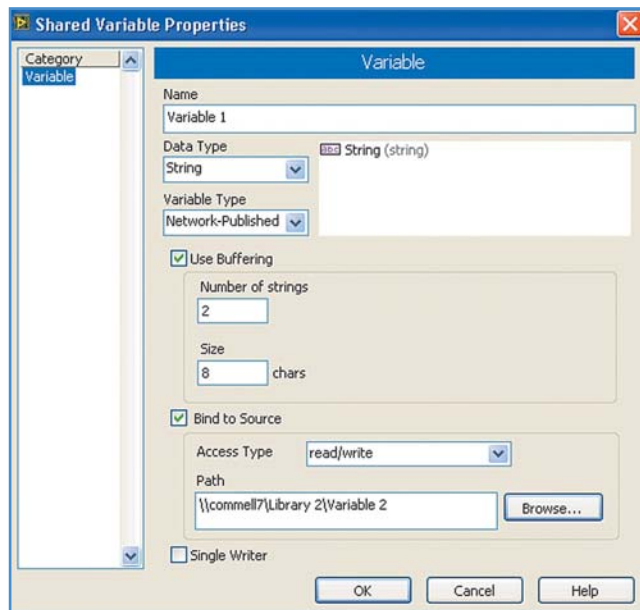 Shared Variable Properties
Category
Variable
Variable
Name
Variable 1
Data Type
String
abc String (string)
Variable Type
Network-Published
Use Buffering
Number of strings
2
Size
8 chars
Bind to Source
Access Type read/write
Path
\\commell7\Library 2\Variable 2
Browse...
Single Writer
OK Cancel Help